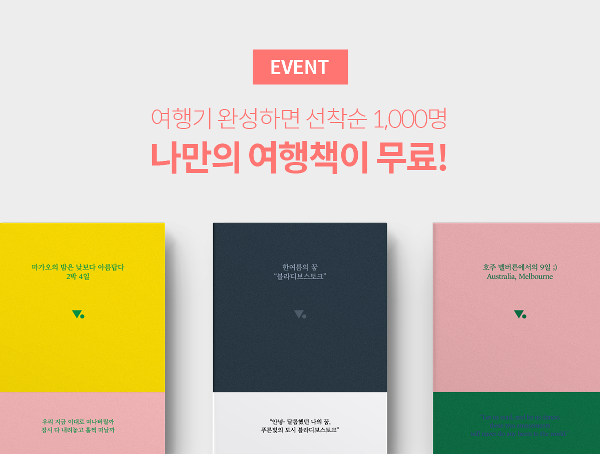 EVENT
여행기 완성하면 선착순 1,000명
나만의 여행책이 무료!
마카오의 밤은 낮보다 아름답다
2박 4일
한여름의 꿈
"블라디보스토크"
호주 멜버른에서의 9일 :)
Australia, Melbourne
우리 지금 이대로 떠나버릴까
잠시 다 내려놓고 훌쩍 떠날까
"안녕- 달콤했던 나의 꿈,
푸른빛의 도시 블라디보스토크"